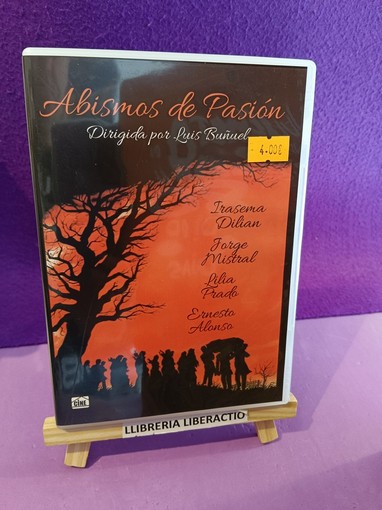 Abismos de Pasión
Dirigida por Luis Buñuel
4.00€
Irasema
Dilian
Jorge
Mistral
Lilia
Prado
Ernesto
Alonso
CINE
LLIBRERIA LIBERACTIO